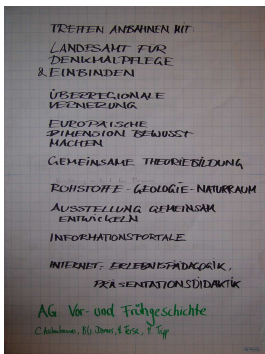 TREFFEN ANBAHNEN MIT
LANDESAMT FÜR
DENKMALPFLEGE
& EINBINDEN
ÜBERREGIONALE
VERNETZUNG
EUROPÄISCHE
DIMENSION BEWUSST
MACHEN
GEMEINSAME THEORIEBILDUNG
ROHSTOFFE - GEOLOGIE - NATURRAUM
AUSSTELLUNG GEMEINSAM
ENTWICKELN
INFORMATIONSPORTALE
INTERNET, ERLEBNISPÄDAGOGIK,
PRÄSENTATIONSDIDAKTIK
AG Vor- und Frühgeschichte